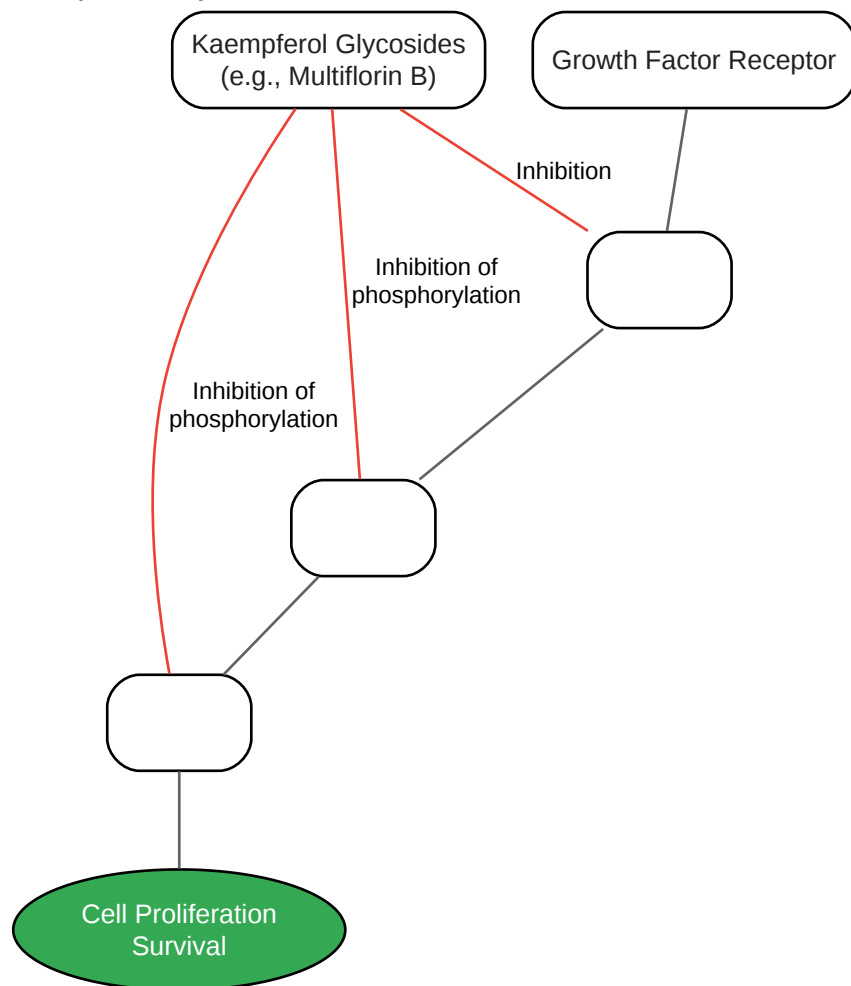 Kaempferol Glycosides
(e.g., Multiflorin B)
Growth Factor Receptor
Inhibition
Inhibition of
phosphorylation
Inhibition of
phosphorylation
Cell Proliferation
Survival